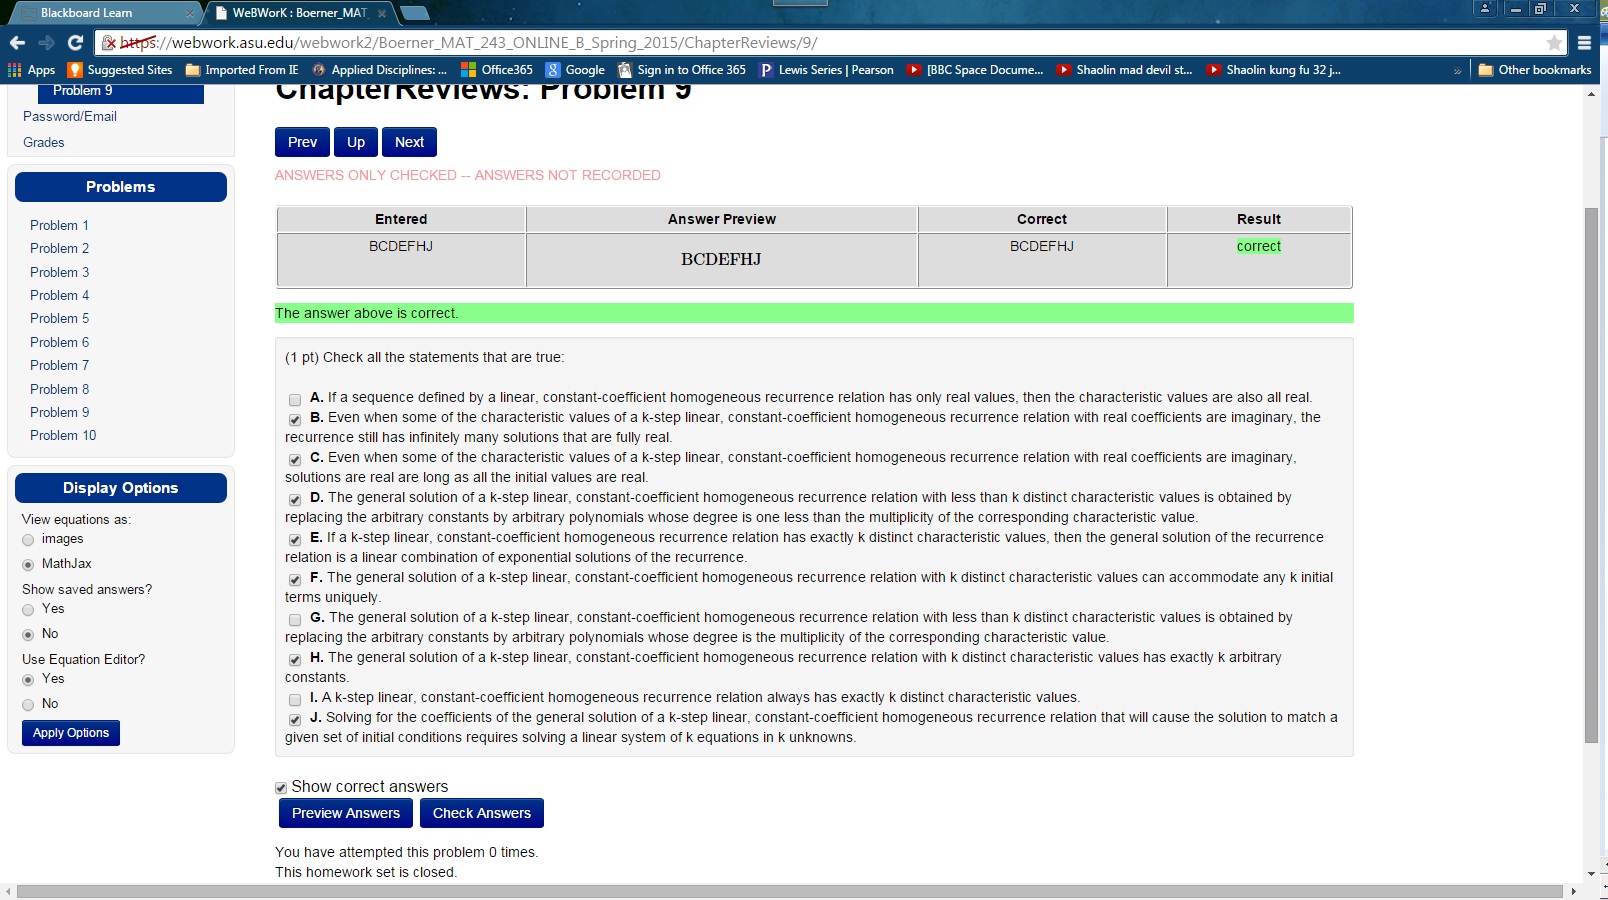 Blackboard Learn
WeBWorK : Boerner_MAT_
https://webwork.asu.edu/webwork2/Boerner_MAT_243_ONLINE_B_Spring_2015/ChapterReviews/9/
Apps Suggested Sites Imported From IE Applied Disciplines: ... Office365 Google Sign in to Office 365 Lewis Series | Pearson [BBC Space Docume... Shaolin mad devil st... Shaolin kung fu 32 j... » Other bookmarks
Problem 9
Password/Email
Grades
Problems
Problem 1
Problem 2
Problem 3
Problem 4
Problem 5
Problem 6
Problem 7
Problem 8
Problem 9
Problem 10
Display Options
View equations as:
images
MathJax
Show saved answers?
Yes
No
Use Equation Editor?
Yes
No
Apply Options
ChapterReviews: Problem 9
Prev Up Next
ANSWERS ONLY CHECKED -- ANSWERS NOT RECORDED
Entered Answer Preview Correct Result
BCDEFHJ BCDEFHJ BCDEFHJ correct
The answer above is correct.
(1 pt) Check all the statements that are true:
A. If a sequence defined by a linear, constant-coefficient homogeneous recurrence relation has only real values, then the characteristic values are also all real.
B. Even when some of the characteristic values of a k-step linear, constant-coefficient homogeneous recurrence relation with real coefficients are imaginary, the
recurrence still has infinitely many solutions that are fully real.
C. Even when some of the characteristic values of a k-step linear, constant-coefficient homogeneous recurrence relation with real coefficients are imaginary,
solutions are real are long as all the initial values are real.
D. The general solution of a k-step linear, constant-coefficient homogeneous recurrence relation with less than k distinct characteristic values is obtained by
replacing the arbitrary constants by arbitrary polynomials whose degree is one less than the multiplicity of the corresponding characteristic value.
E. If a k-step linear, constant-coefficient homogeneous recurrence relation has exactly k distinct characteristic values, then the general solution of the recurrence
relation is a linear combination of exponential solutions of the recurrence.
F. The general solution of a k-step linear, constant-coefficient homogeneous recurrence relation with k distinct characteristic values can accommodate any k initial
terms uniquely.
G. The general solution of a k-step linear, constant-coefficient homogeneous recurrence relation with less than k distinct characteristic values is obtained by
replacing the arbitrary constants by arbitrary polynomials whose degree is the multiplicity of the corresponding characteristic value.
H. The general solution of a k-step linear, constant-coefficient homogeneous recurrence relation with k distinct characteristic values has exactly k arbitrary
constants.
I. A k-step linear, constant-coefficient homogeneous recurrence relation always has exactly k distinct characteristic values.
J. Solving for the coefficients of the general solution of a k-step linear, constant-coefficient homogeneous recurrence relation that will cause the solution to match a
given set of initial conditions requires solving a linear system of k equations in k unknowns.
Show correct answers
Preview Answers Check Answers
You have attempted this problem 0 times.
This homework set is closed.